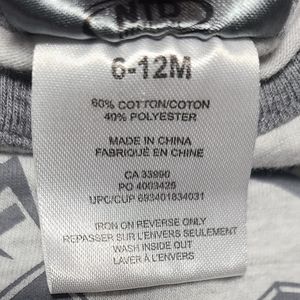 6-12M
60% COTTON/COTON
40% POLYESTER
MADE IN CHINA
FABRIQUÉ EN CHINE
CA 33990
PO 4003425
UPC/CUP 693401834031
IRON ON REVERSE ONLY
REPASSER SUR L'ENVERS SEULEMENT
WASH INSIDE OUT
LAVER À L'ENVERS